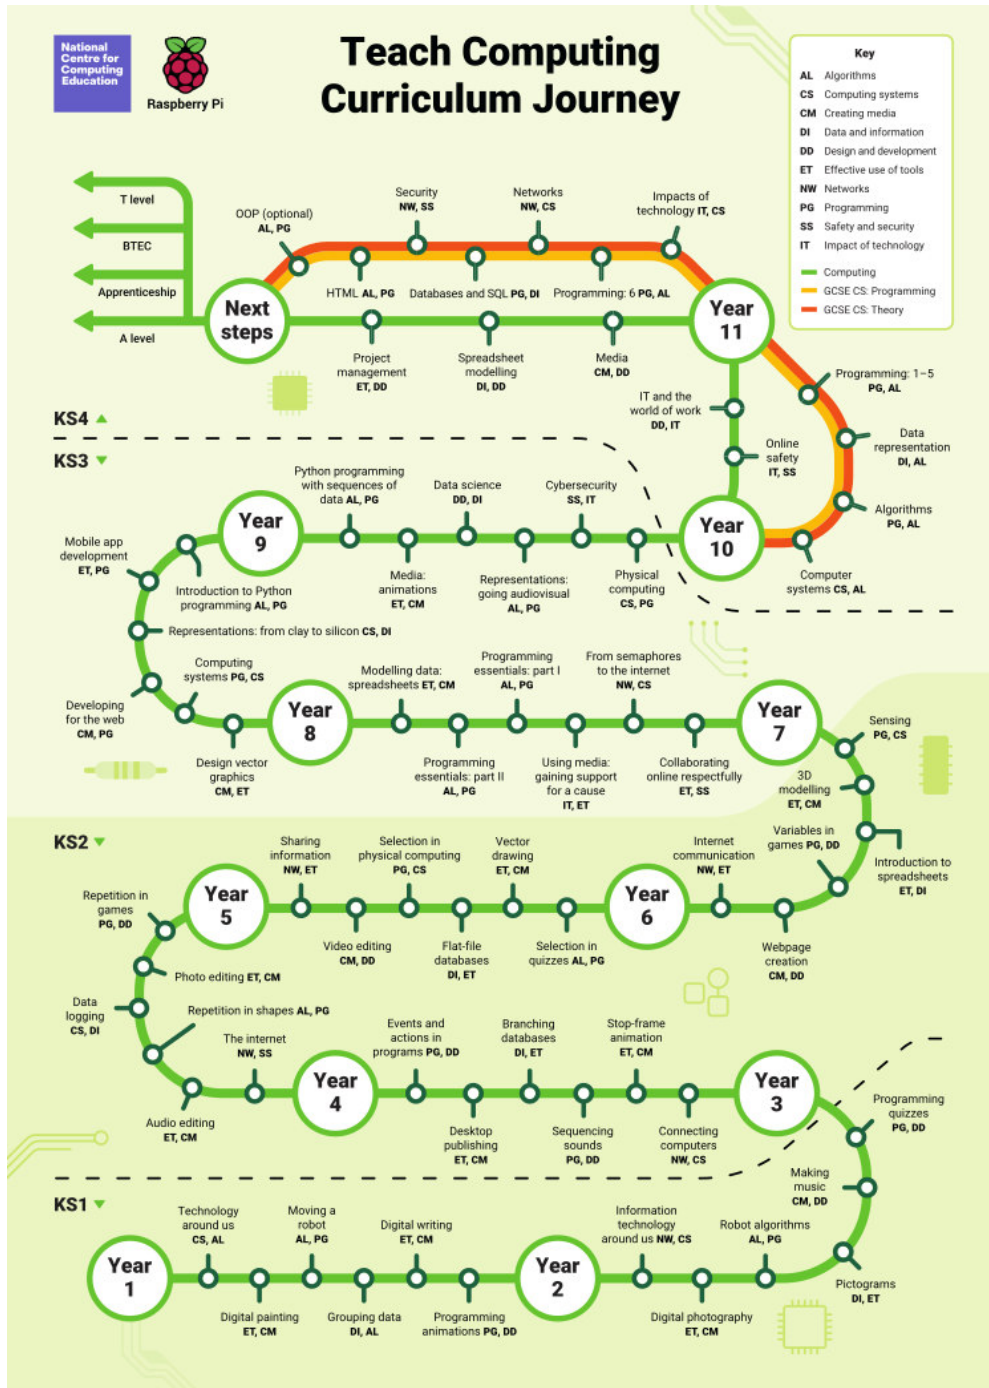 National
Centre for
Computing
Education
Raspberry Pi
Teach Computing
Curriculum Journey
Key
AL Algorithms
CS Computing systems
CM Creating media
DI Data and information
DD Design and development
ET Effective use of tools
NW Networks
PG Programming
SS Safety and security
IT Impact of technology
Computing
GCSE CS: Programming
GCSE CS: Theory
T level
BTEC
Apprenticeship
A level
Next
steps
OOP (optional)
AL, PG
Security
NW, SS
Networks
NW, CS
Impacts of
technology IT, CS
HTML AL, PG
Databases and SQL PG, DI
Programming: 6 PG, AL
Project
management
ET, DD
Spreadsheet
modelling
DI, DD
Media
CM, DD
Year
11
Programming: 1–5
PG, AL
Data
representation
DI, AL
Algorithms
PG, AL
Computer
systems CS, AL
IT and the
world of work
DD, IT
Online
safety
IT, SS
KS4
KS3
Year
10
Physical
computing
CS, PG
Cybersecurity
SS, IT
Representations:
going audiovisual
AL, PG
Data science
DD, DI
Media:
animations
ET, CM
Python programming
with sequences of
data AL, PG
Year
9
Introduction to Python
programming AL, PG
Mobile app
development
ET, PG
Representations: from clay to silicon CS, DI
Developing
for the web
CM, PG
Computing
systems PG, CS
Design vector
graphics
CM, ET
Year
8
Modelling data:
spreadsheets ET, CM
Programming
essentials: part II
AL, PG
Programming
essentials: part I
AL, PG
Using media:
gaining support
for a cause
IT, ET
From semaphores
to the internet
NW, CS
Collaborating
online respectfully
ET, SS
Year
7
Sensing
PG, CS
3D
modelling
ET, CM
Introduction to
spreadsheets
ET, DI
Variables in
games PG, DD
Webpage
creation
CM, DD
Internet
communication
NW, ET
KS2
Year
6
Selection in
quizzes AL, PG
Vector
drawing
ET, CM
Flat-file
databases
DI, ET
Selection in
physical computing
PG, CS
Video editing
CM, DD
Sharing
information
NW, ET
Year
5
Repetition in
games
PG, DD
Photo editing ET, CM
Data
logging
CS, DI
Repetition in shapes AL, PG
Audio editing
ET, CM
The internet
NW, SS
Year
4
Events and
actions in
programs PG, DD
Desktop
publishing
ET, CM
Branching
databases
DI, ET
Sequencing
sounds
PG, DD
Stop-frame
animation
ET, CM
Connecting
computers
NW, CS
Year
3
Programming
quizzes
PG, DD
Making
music
CM, DD
Pictograms
DI, ET
Robot algorithms
AL, PG
Digital photography
ET, CM
Information
technology
around us NW, CS
KS1
Year
2
Programming
animations PG, DD
Digital writing
ET, CM
Grouping data
DI, AL
Moving a
robot
AL, PG
Digital painting
ET, CM
Technology
around us
CS, AL
Year
1